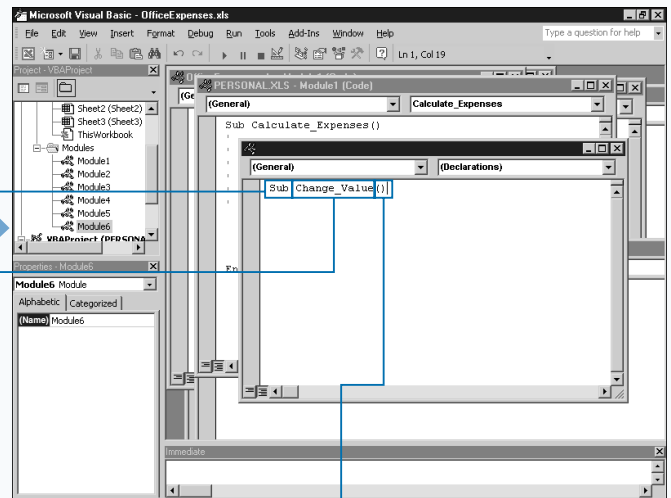 Microsoft Visual Basic - OfficeExpenses.xls
File Edit View Insert Format Debug Run Tools Add-Ins Window Help
Type a question for help
Ln 1, Col 19
Project - VBAProject
Sheet2 (Sheet2)
Sheet3 (Sheet3)
ThisWorkbook
Modules
Module1
Module2
Module3
Module4
Module5
Module6
VBAProject (PERSONA
Properties - Module6
Module6 Module
Alphabetic Categorized
(Name) Module6
(Ge
PERSONAL.XLS - Module1 (Code)
(General) Calculate_Expenses
Sub Calculate_Expenses()
En
(General) (Declarations)
Sub Change_Value()
Immediate